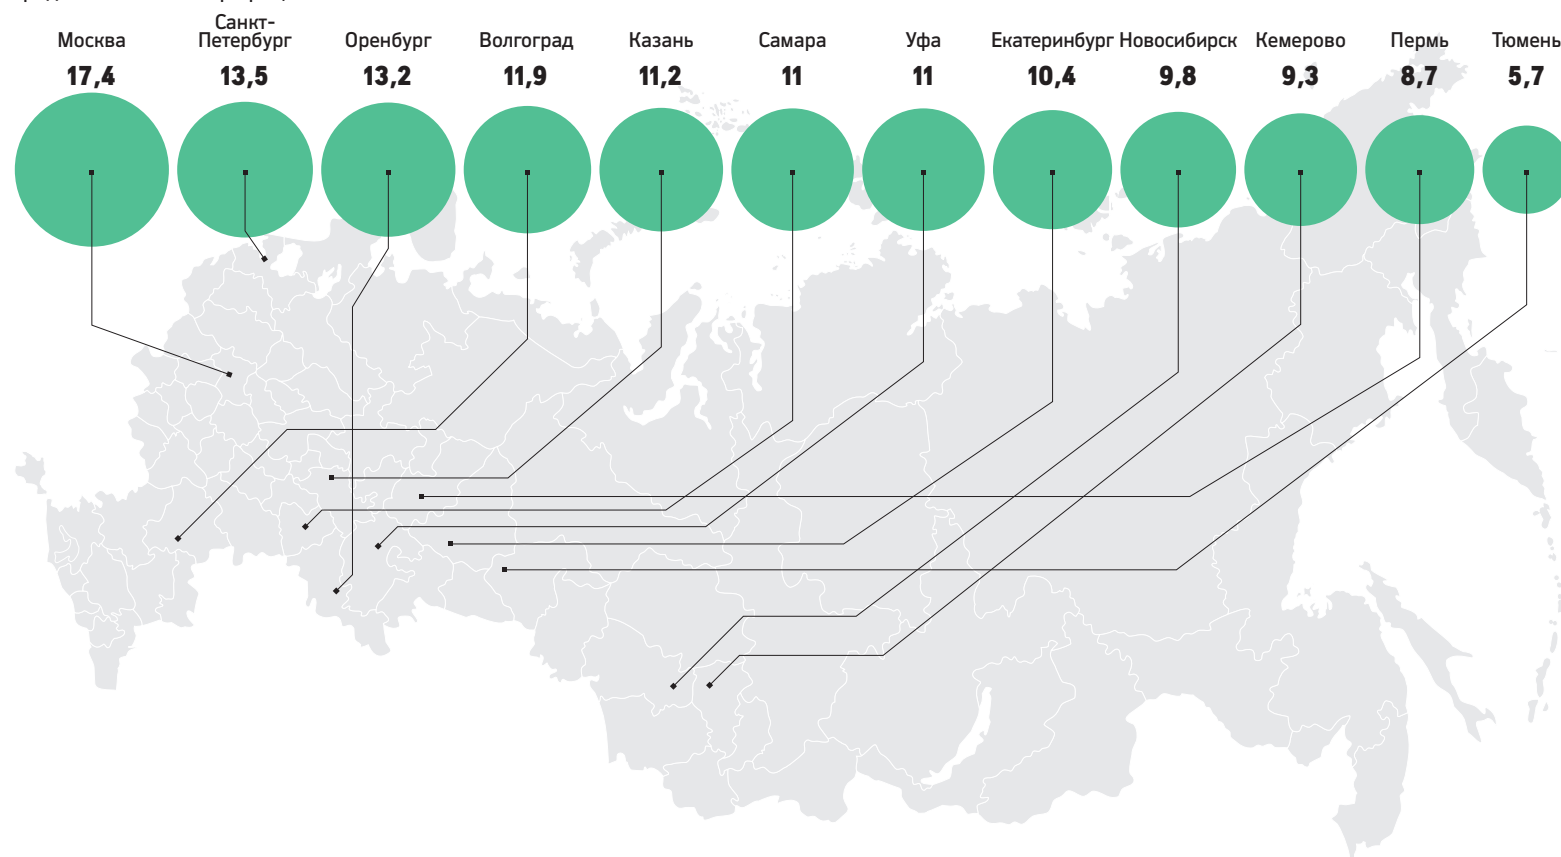 Москва
17,4
Санкт-
Петербург
13,5
Оренбург
13,2
Волгоград
11,9
Казань
11,2
Самара
11
Уфа
11
Екатеринбург
10,4
Новосибирск
9,8
Кемерово
9,3
Пермь
8,7
Тюмень
5,7